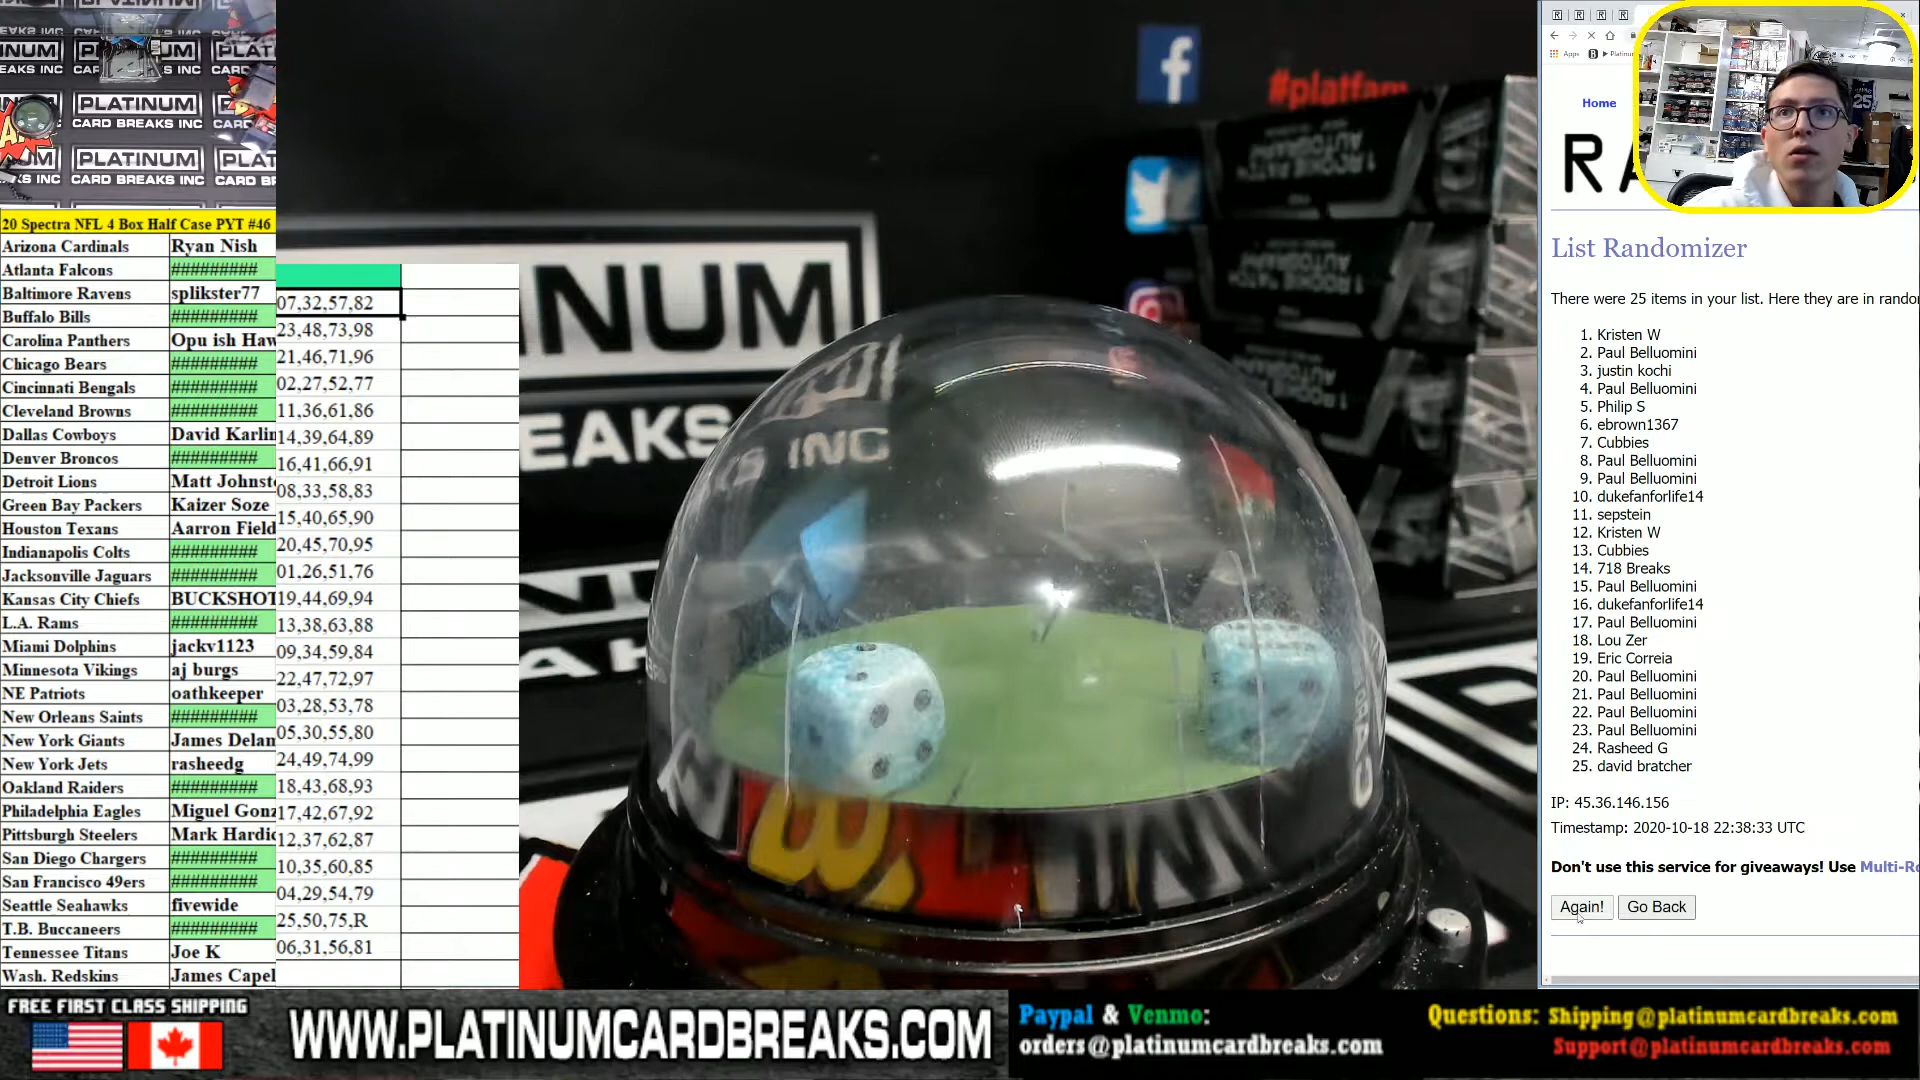 PLATINUM
CARD BREAKS INC
20 Spectra NFL 4 Box Half Case PYT #46
Arizona Cardinals Ryan Nish
Atlanta Falcons #########
Baltimore Ravens splikster77
Buffalo Bills #########
Carolina Panthers Opu ish Haw
Chicago Bears #########
Cincinnati Bengals #########
Cleveland Browns #########
Dallas Cowboys David Karlin
Denver Broncos #########
Detroit Lions Matt Johnst
Green Bay Packers Kaizer Soze
Houston Texans Aarron Field
Indianapolis Colts #########
Jacksonville Jaguars #########
Kansas City Chiefs BUCKSHOT
L.A. Rams #########
Miami Dolphins jackv1123
Minnesota Vikings aj burgs
NE Patriots oathkeeper
New Orleans Saints #########
New York Giants James Delam
New York Jets rasheedg
Oakland Raiders #########
Philadelphia Eagles Miguel Gonz
Pittsburgh Steelers Mark Hardic
San Diego Chargers #########
San Francisco 49ers #########
Seattle Seahawks fivewide
T.B. Buccaneers #########
Tennessee Titans Joe K
Wash. Redskins James Capel
07,32,57,82
23,48,73,98
21,46,71,96
02,27,52,77
11,36,61,86
14,39,64,89
16,41,66,91
08,33,58,83
15,40,65,90
20,45,70,95
01,26,51,76
19,44,69,94
13,38,63,88
09,34,59,84
22,47,72,97
03,28,53,78
05,30,55,80
24,49,74,99
18,43,68,93
17,42,67,92
12,37,62,87
10,35,60,85
04,29,54,79
25,50,75,R
06,31,56,81
#platfam
INUM
EAKS INC
Apps
Home
RA
25
List Randomizer
There were 25 items in your list. Here they are in rando
1. Kristen W
2. Paul Belluomini
3. justin kochi
4. Paul Belluomini
5. Philip S
6. ebrown1367
7. Cubbies
8. Paul Belluomini
9. Paul Belluomini
10. dukefanforlife14
11. sepstein
12. Kristen W
13. Cubbies
14. 718 Breaks
15. Paul Belluomini
16. dukefanforlife14
17. Paul Belluomini
18. Lou Zer
19. Eric Correia
20. Paul Belluomini
21. Paul Belluomini
22. Paul Belluomini
23. Paul Belluomini
24. Rasheed G
25. david bratcher
IP: 45.36.146.156
Timestamp: 2020-10-18 22:38:33 UTC
Don't use this service for giveaways! Use Multi-Ro
Again! Go Back
FREE FIRST CLASS SHIPPING
WWW.PLATINUMCARDBREAKS.COM
Paypal & Venmo:
orders@platinumcardbreaks.com
Questions: Shipping@platinumcardbreaks.com
Support@platinumcardbreaks.com